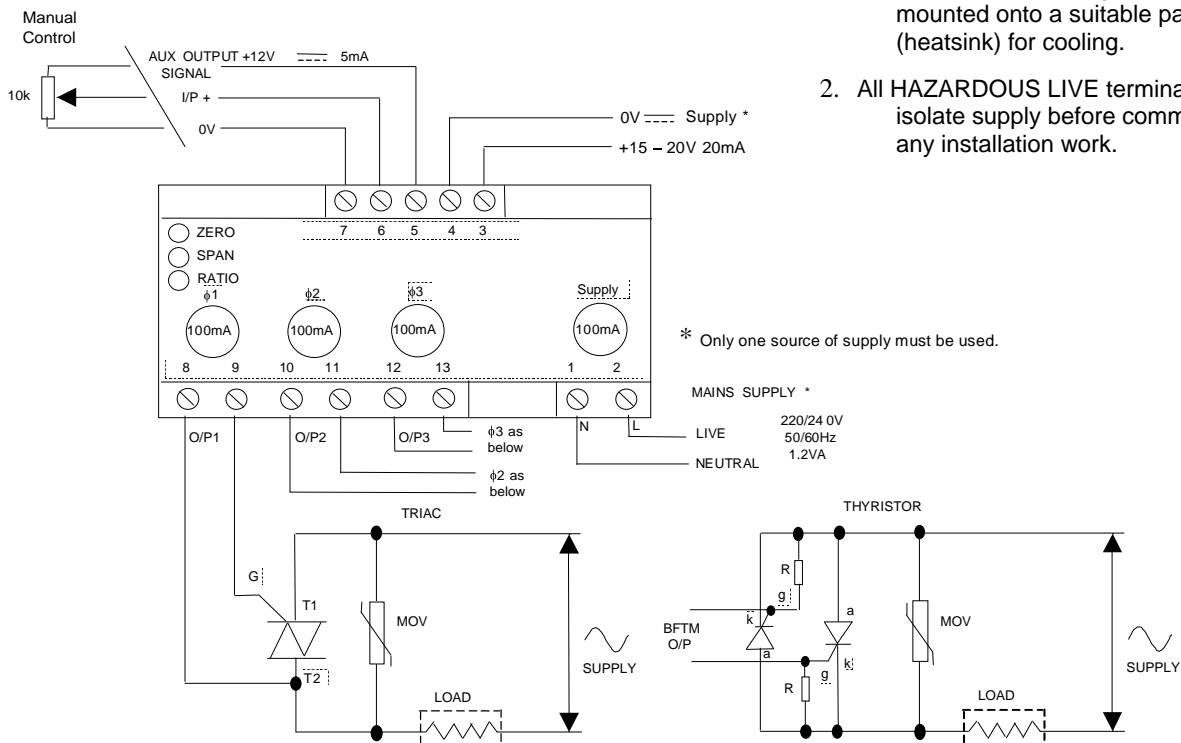 Manual
Control
AUX OUTPUT +12V 5mA
SIGNAL
10k
I/P +
0V
mounted onto a suitable
(heatsink) for cooling.
2. All HAZARDOUS LIVE
isolate supply before
any installation work.
0V Supply *
+15 – 20V 20mA
7 6 5 4 3
ZERO
SPAN
RATIO
ϕ1 ϕ2 ϕ3 Supply
100mA 100mA 100mA 100mA
8 9 10 11 12 13 1 2
* Only one source of supply must be used.
MAINS SUPPLY *
O/P1 O/P2 O/P3 N L
LIVE
NEUTRAL
220/24 0V
50/60Hz
1.2VA
ϕ3 as
below
ϕ2 as
below
TRIAC
G
T1
T2
MOV
SUPPLY
LOAD
THYRISTOR
R
g
k
a
a
k
g
R
BFTM
O/P
MOV
SUPPLY
LOAD